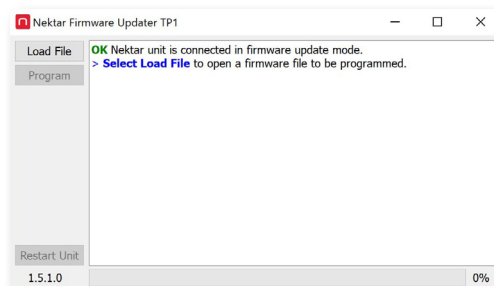 Nektar Firmware Updater TP1
Load File
Program
OK Nektar unit is connected in firmware update mode.
> Select Load File to open a firmware file to be programmed.
Restart Unit
1.5.1.0
0%